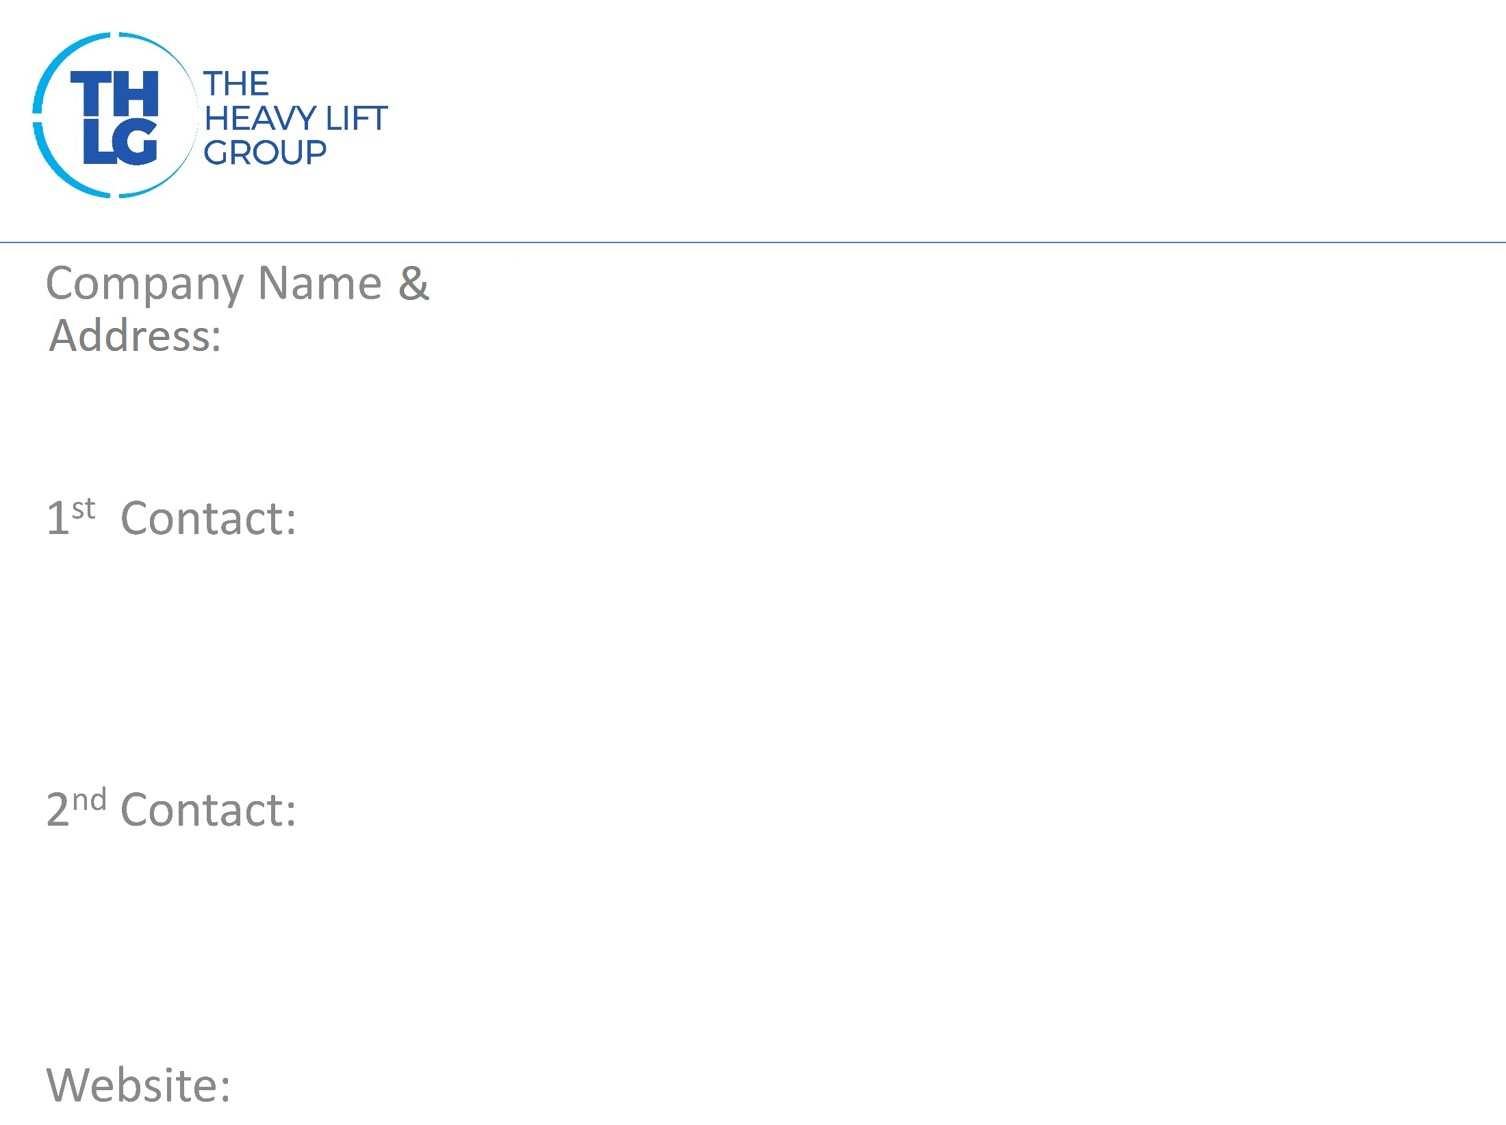 TH
LG
THE
HEAVY LIFT
GROUP
Company Name &
Address:
1st Contact:
2nd Contact:
Website: